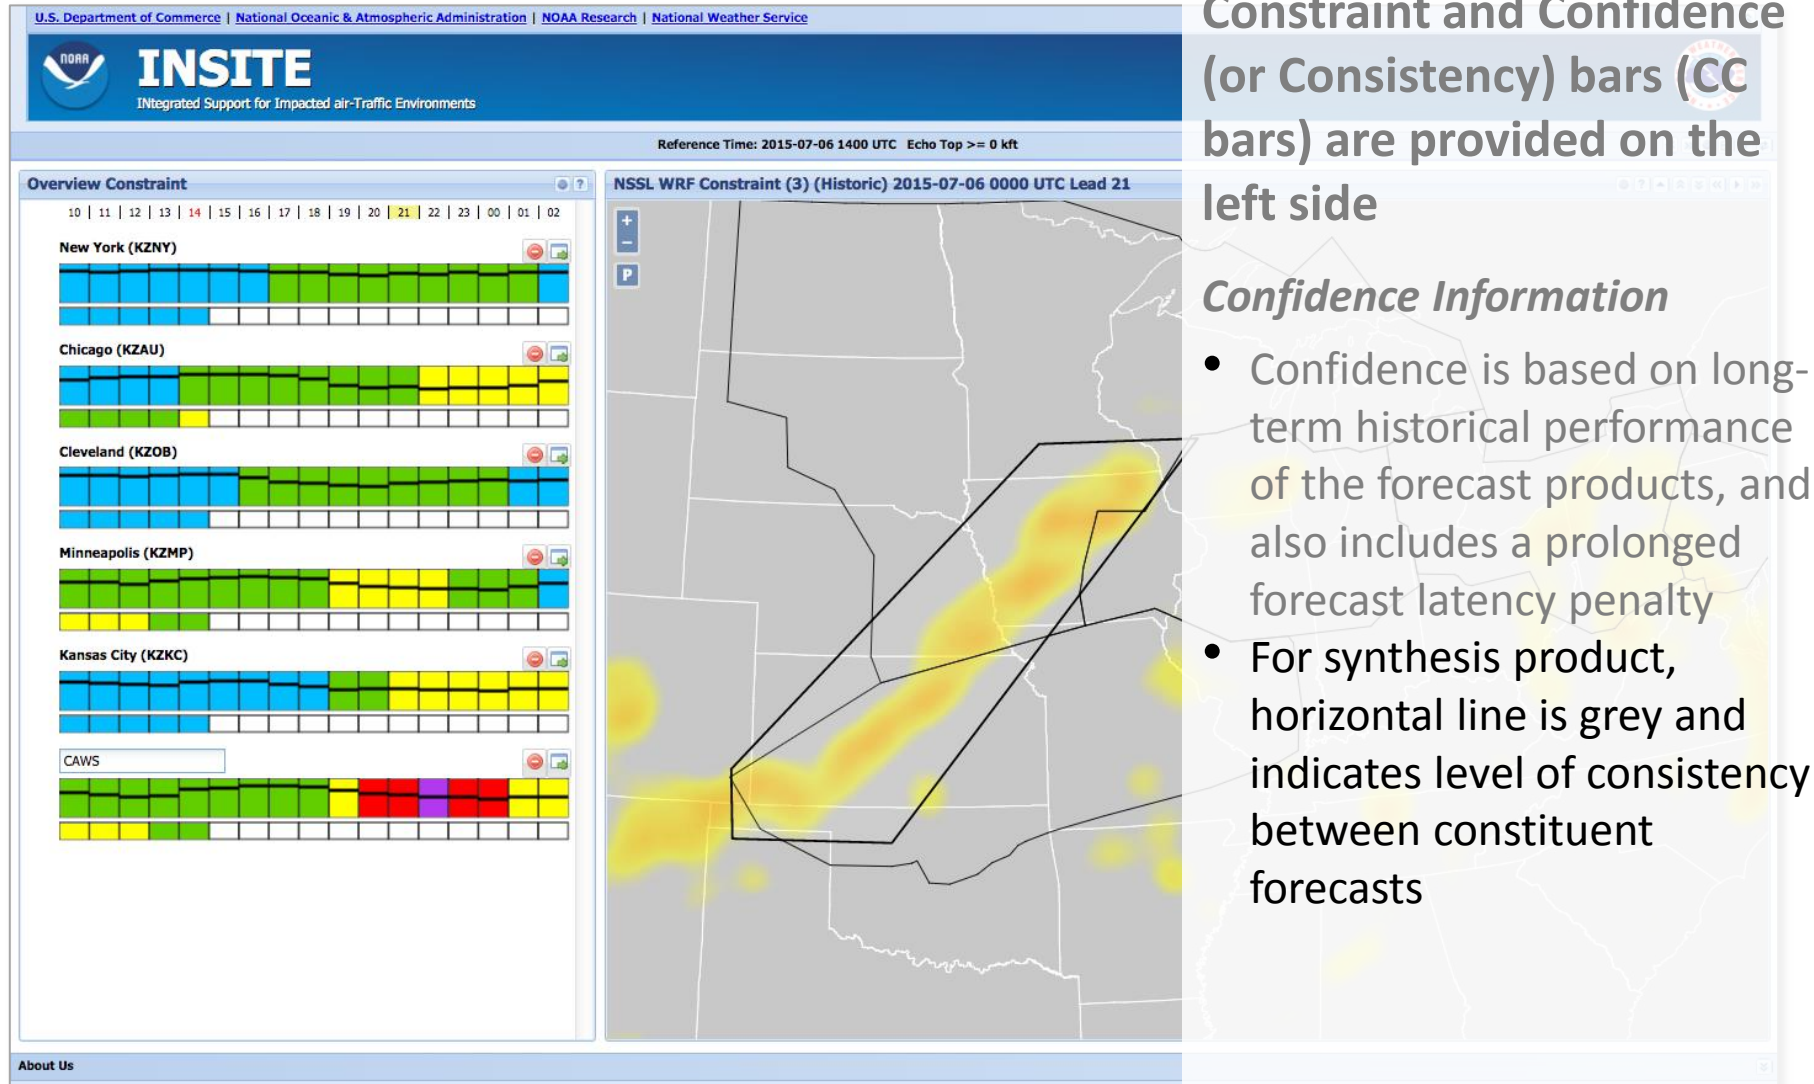 U.S. Department of Commerce | National Oceanic & Atmospheric Administration | NOAA Research | National Weather Service
NOAA
INSITE
INtegrated Support for Impacted air-Traffic Environments
Reference Time: 2015-07-06 1400 UTC Echo Top >= 0 kft
Overview Constraint
?
10 | 11 | 12 | 13 | 14 | 15 | 16 | 17 | 18 | 19 | 20 | 21 | 22 | 23 | 00 | 01 | 02
New York (KZNY)
Chicago (KZAU)
Cleveland (KZOB)
Minneapolis (KZMP)
Kansas City (KZKC)
CAWS
NSSL WRF Constraint (3) (Historic) 2015-07-06 0000 UTC Lead 21
+
−
P
Constraint and Confidence
(or Consistency) bars (CC
bars) are provided on the
left side
Confidence Information
• Confidence is based on long-
term historical performance
of the forecast products, and
also includes a prolonged
forecast latency penalty
• For synthesis product,
horizontal line is grey and
indicates level of consistency
between constituent
forecasts
About Us